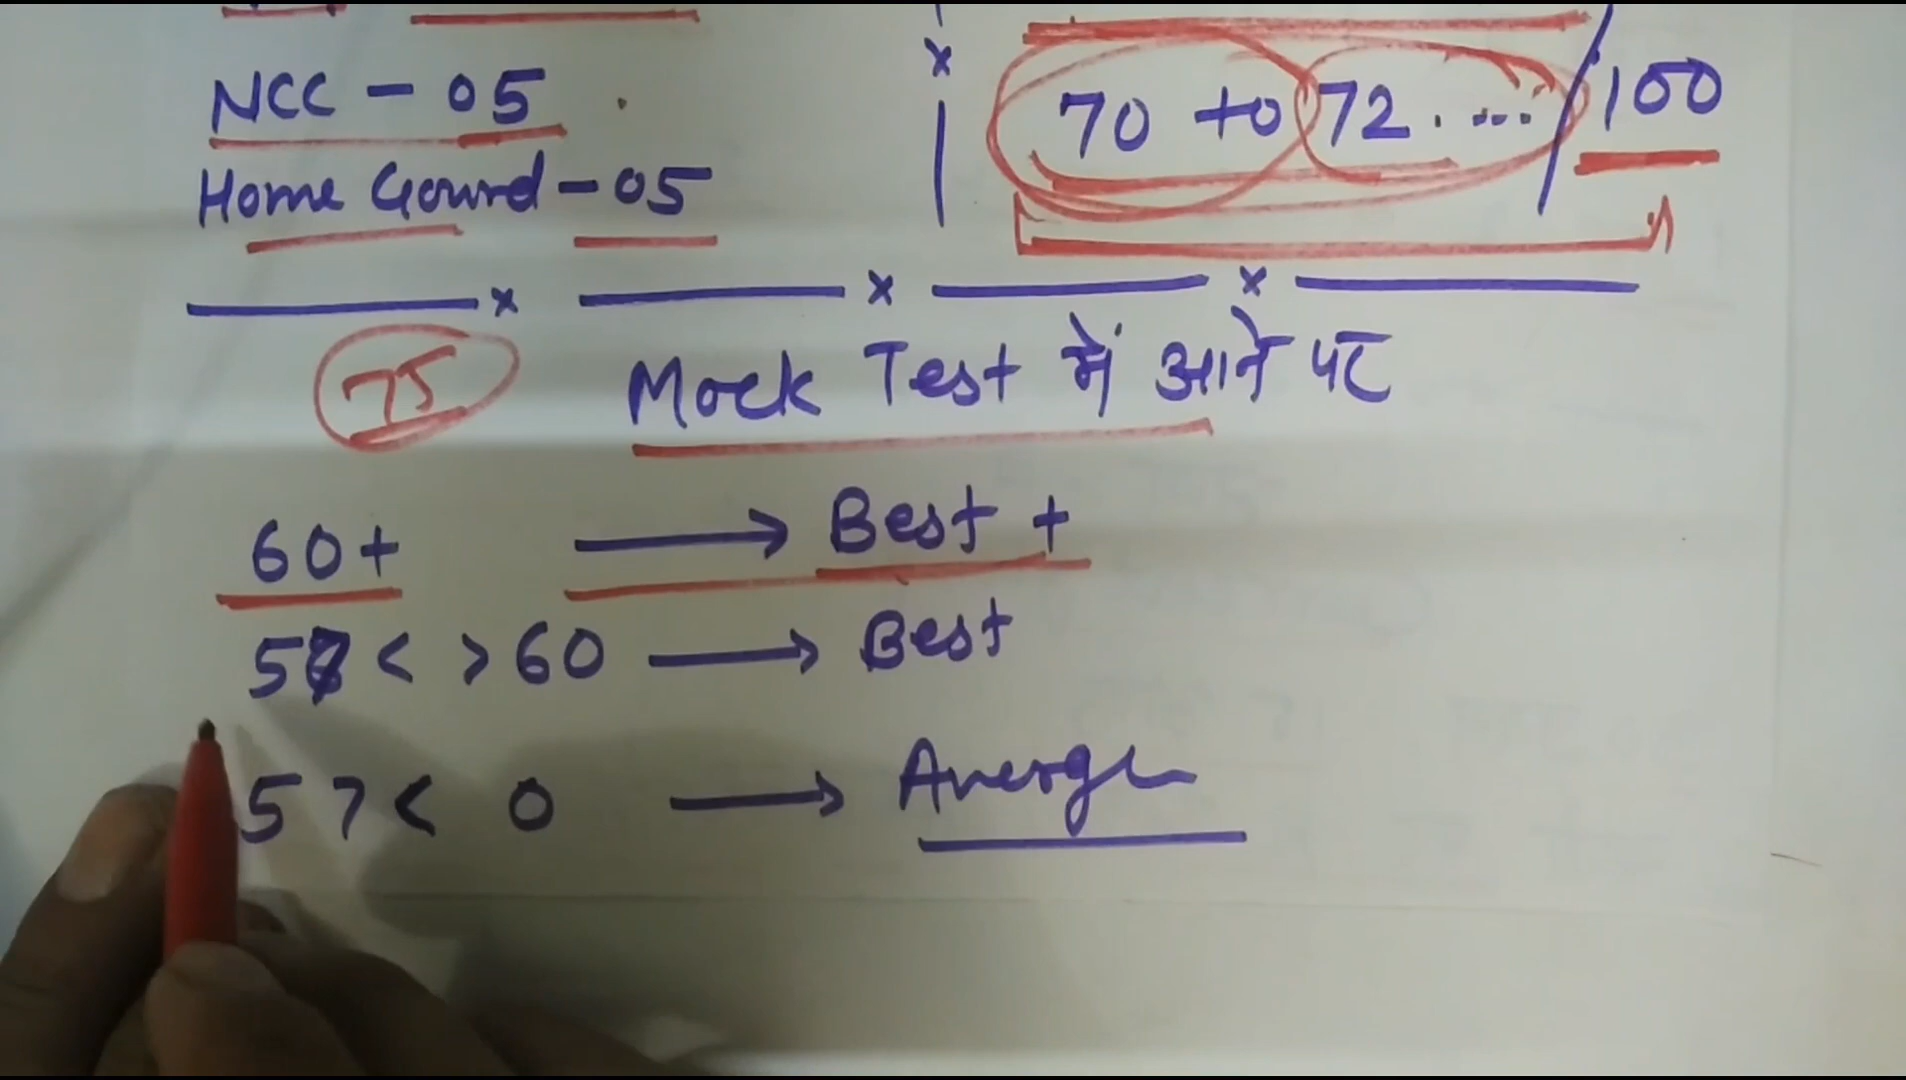 NCC - 05
Home Gourd - 05
70 to 72. ... / 100
75
Mock Test में आने पर
60+ → Best +
57 < > 60 → Best
57 < 0 → Averge